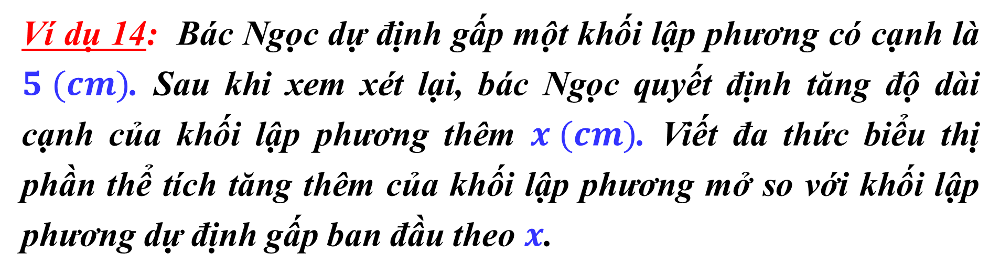 Ví dụ 14: Bác Ngọc dự định gấp một khối lập phương có cạnh là
5 (cm). Sau khi xem xét lại, bác Ngọc quyết định tăng độ dài
cạnh của khối lập phương thêm x (cm). Viết đa thức biểu thị
phần thể tích tăng thêm của khối lập phương mở so với khối lập
phương dự định gấp ban đầu theo x.